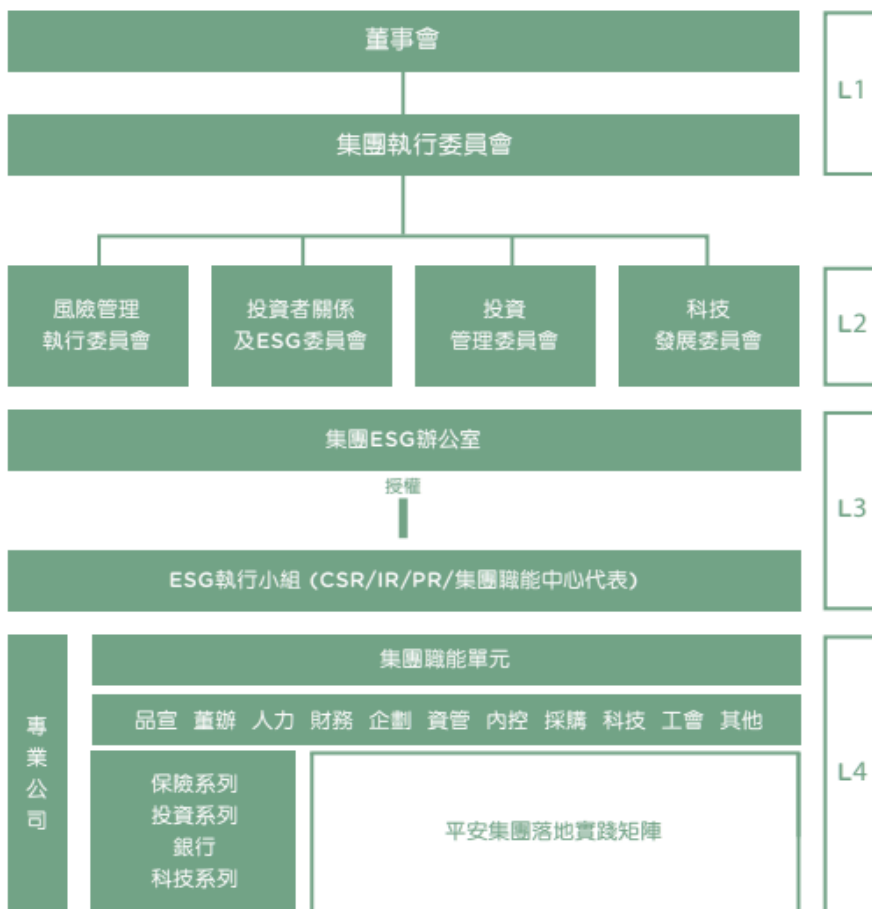 董事會
L1
集團執行委員會
風險管理
執行委員會
投資者關係
及ESG委員會
投資
管理委員會
科技
發展委員會
L2
集團ESG辦公室
授權
L3
ESG執行小組 (CSR/IR/PR/集團職能中心代表)
集團職能單元
品宣 董辦 人力 財務 企劃 資管 內控 採購 科技 工會 其他
專業公司
L4
保險系列
投資系列
銀行
科技系列
平安集團落地實踐矩陣